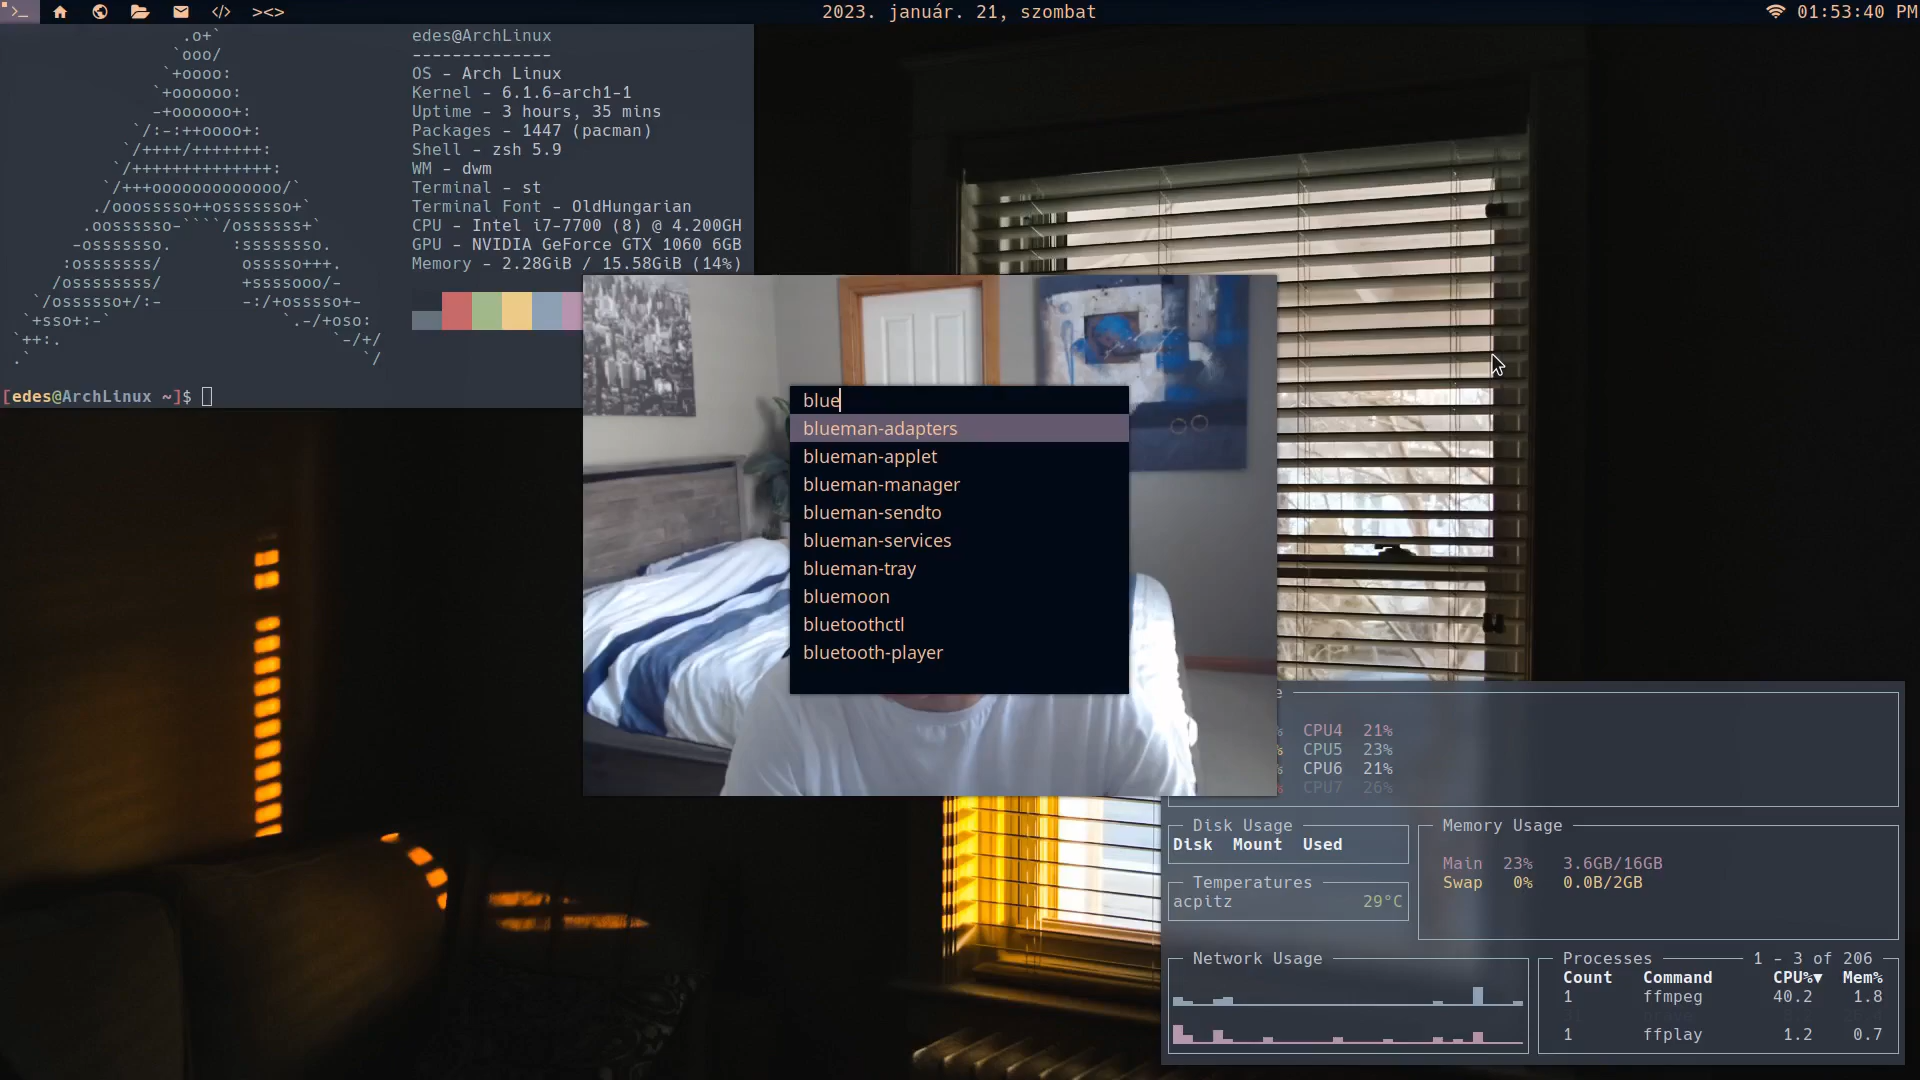 >_ </> ><>
2023. január. 21, szombat
01:53:40 PM
edes@ArchLinux
--------------
OS - Arch Linux
Kernel - 6.1.6-arch1-1
Uptime - 3 hours, 35 mins
Packages - 1447 (pacman)
Shell - zsh 5.9
WM - dwm
Terminal - st
Terminal Font - OldHungarian
CPU - Intel i7-7700 (8) @ 4.200GH
GPU - NVIDIA GeForce GTX 1060 6GB
Memory - 2.28GiB / 15.58GiB (14%)
[edes@ArchLinux ~]$
blue
blueman-adapters
blueman-applet
blueman-manager
blueman-sendto
blueman-services
blueman-tray
bluemoon
bluetoothctl
bluetooth-player
CPU4 21%
CPU5 23%
CPU6 21%
CPU7 26%
Disk Usage
Disk Mount Used
Memory Usage
Main 23% 3.6GB/16GB
Swap 0% 0.0B/2GB
Temperatures
acpitz 29°C
Network Usage
Processes 1 - 3 of 206
Count Command CPU%▼ Mem%
1 ffmpeg 40.2 1.8
1 ffplay 1.2 0.7